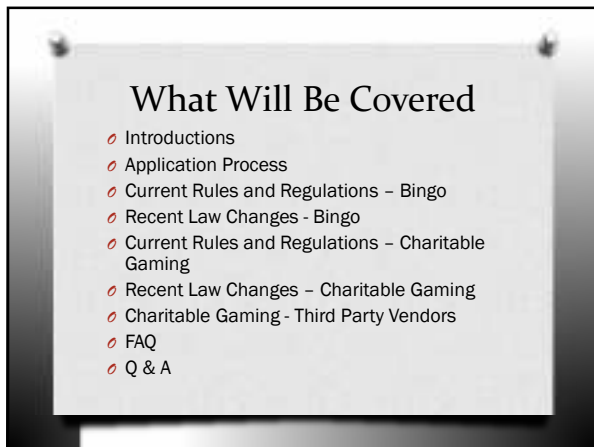 What Will Be Covered
Introductions
Application Process
Current Rules and Regulations – Bingo
Recent Law Changes - Bingo
Current Rules and Regulations – Charitable
Gaming
Recent Law Changes – Charitable Gaming
Charitable Gaming - Third Party Vendors
FAQ
Q & A